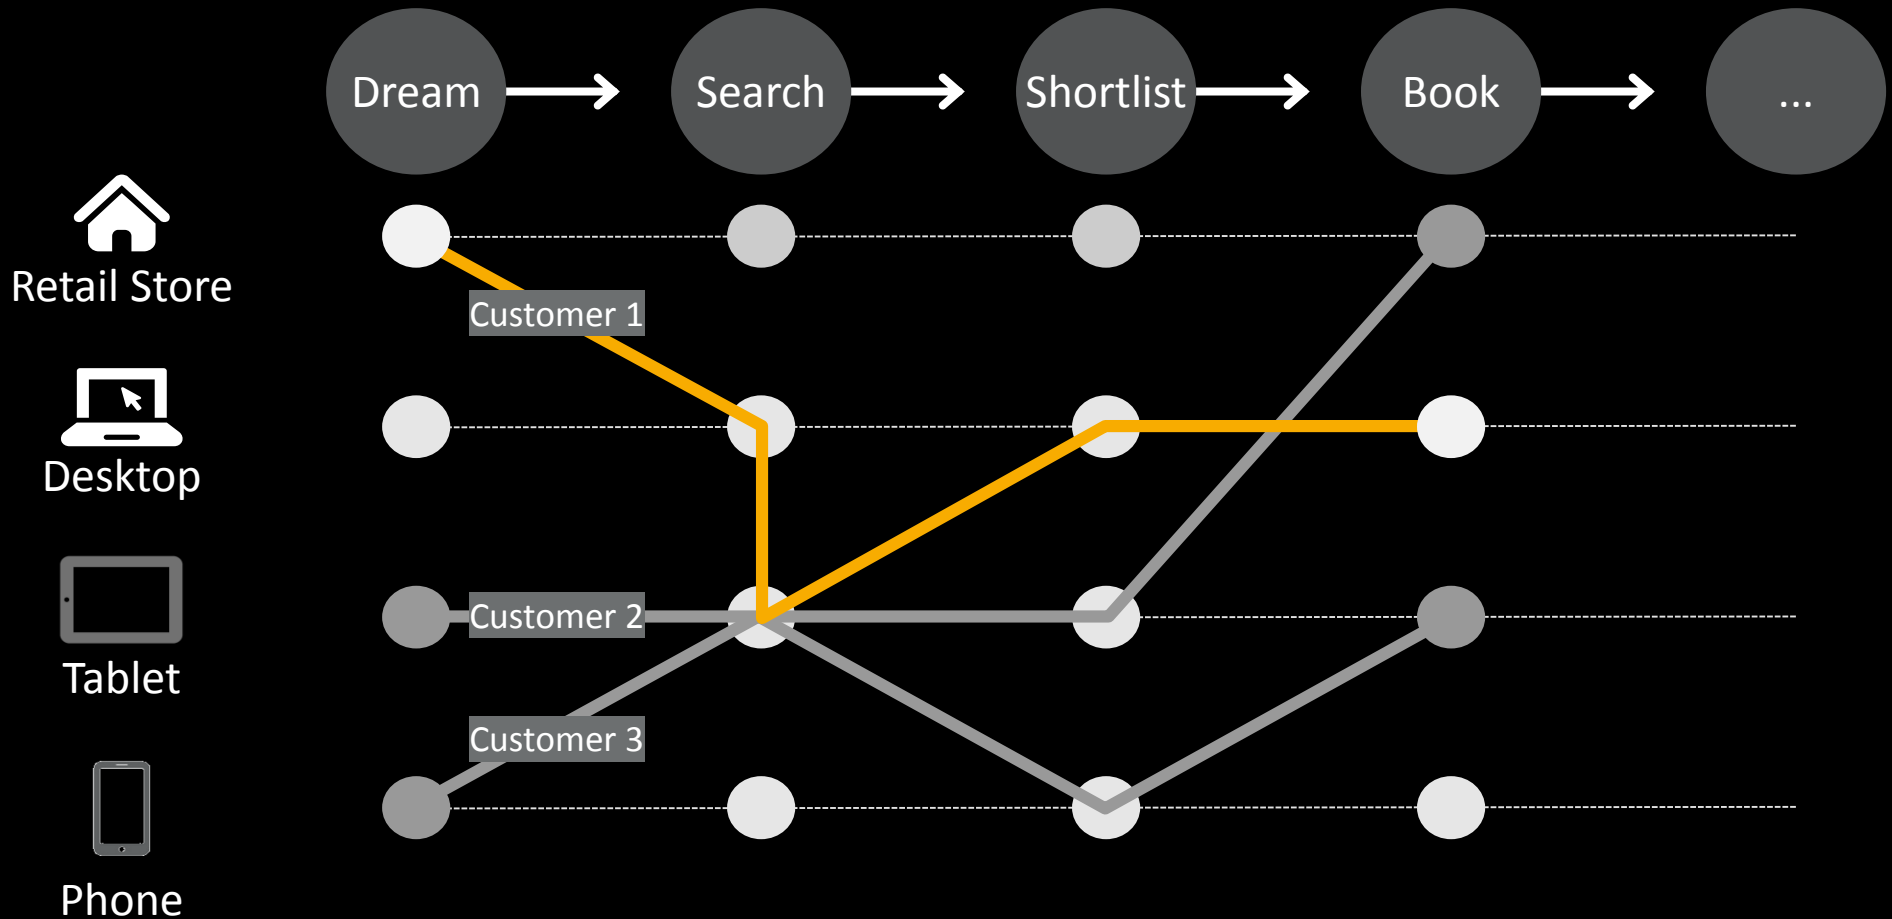 Dream
Search
Shortlist
Book
...
Retail Store
Customer 1
Desktop
Customer 2
Tablet
Customer 3
Phone